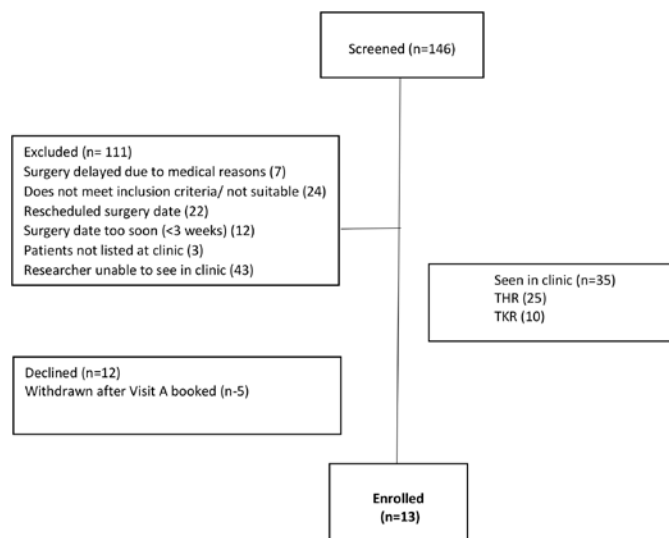 Screened (n=146)
Excluded (n= 111)
Surgery delayed due to medical reasons (7)
Does not meet inclusion criteria/ not suitable (24)
Rescheduled surgery date (22)
Surgery date too soon (<3 weeks) (12)
Patients not listed at clinic (3)
Researcher unable to see in clinic (43)
Seen in clinic (n=35)
THR (25)
TKR (10)
Declined (n=12)
Withdrawn after Visit A booked (n-5)
Enrolled
(n=13)